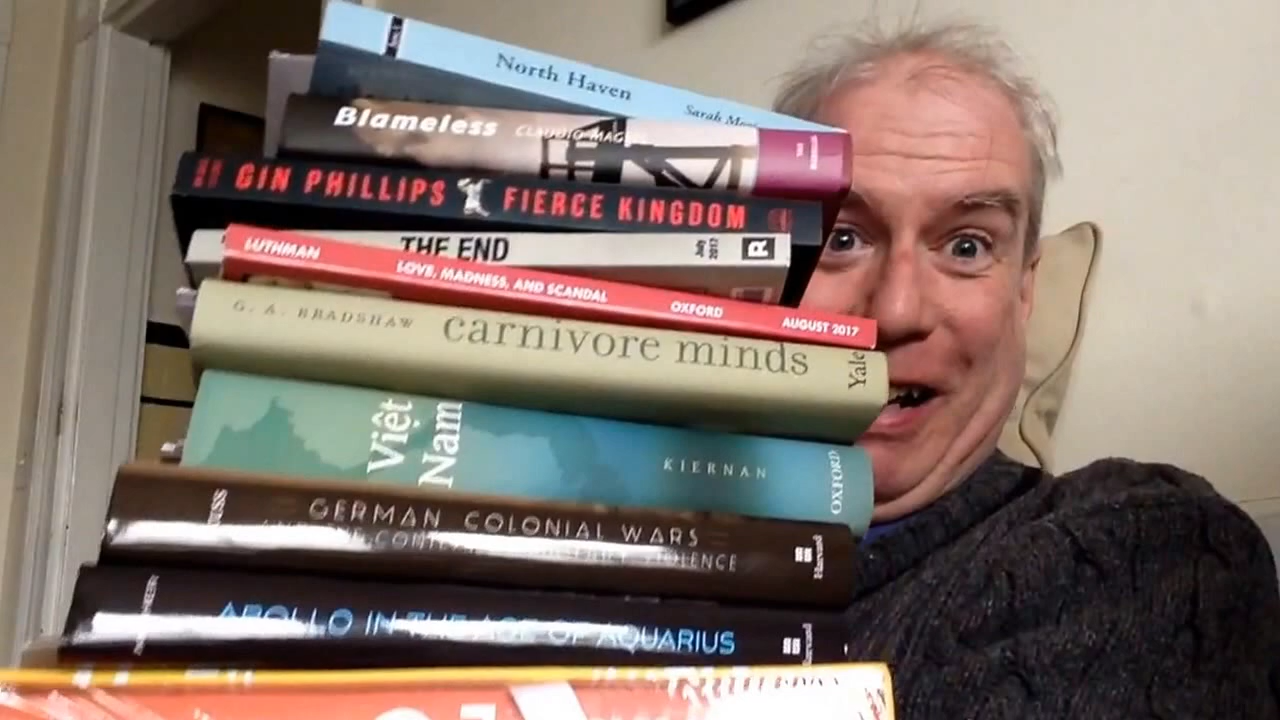 North Haven Sarah
Blameless CLAUDIO
GIN PHILLIPS FIERCE KINGDOM
THE END July 2017 R
LUTHMAN LOVE, MADNESS, AND SCANDAL OXFORD AUGUST 2017
G. A. BRADSHAW carnivore minds Yale
Việt
Nam
KIERNAN OXFORD
GERMAN COLONIAL WARS
VIOLENCE
Harvard
APOLLO IN THE AGE OF AQUARIUS Harvard